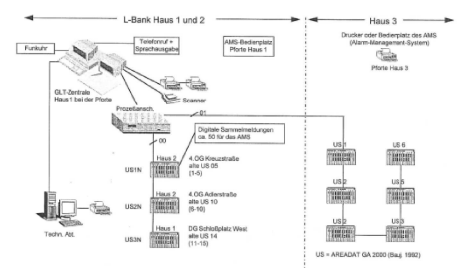 L-Bank Haus 1 und 2
Haus 3
Funkuhr
Telefonruf +
Sprachausgabe
AMS-Bedienplatz
Pforte Haus 1
Drucker oder Bedienplatz des AMS
(Alarm-Management-System)
Pforte Haus 3
Scanner
GLT-Zentrale
Haus 1 bei der Pforte
Prozeßansch.
01
00
Digitale Sammelmeldungen
ca. 50 für das AMS
Haus 2
4.OG Kreuzstraße
alte US 05
(1-5)
US1N
Haus 2
4.OG Adlerstraße
alte US 10
(6-10)
US2N
Haus 1
DG Schloßplatz West
alte US 14
(11-15)
US3N
Techn. Abt.
US 1
US 6
US 2
US 5
US 2
US 3
US = AREADAT GA 2000 (Bauj. 1992)